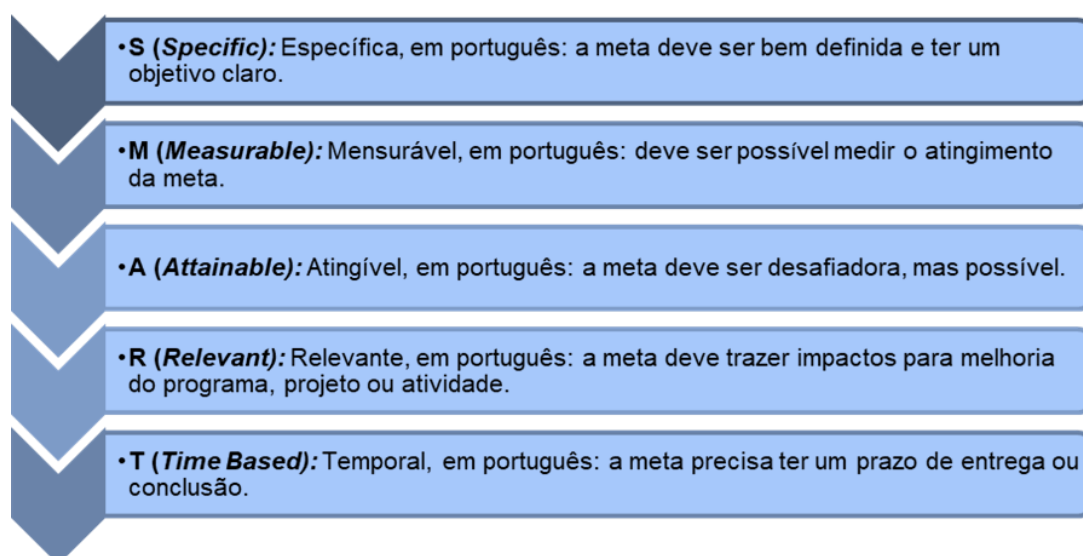 •S (Specific): Específica, em português: a meta deve ser bem definida e ter um
objetivo claro.
•M (Measurable): Mensurável, em português: deve ser possível medir o atingimento
da meta.
•A (Attainable): Atingível, em português: a meta deve ser desafiadora, mas possível.
•R (Relevant): Relevante, em português: a meta deve trazer impactos para melhoria
do programa, projeto ou atividade.
•T (Time Based): Temporal, em português: a meta precisa ter um prazo de entrega ou
conclusão.